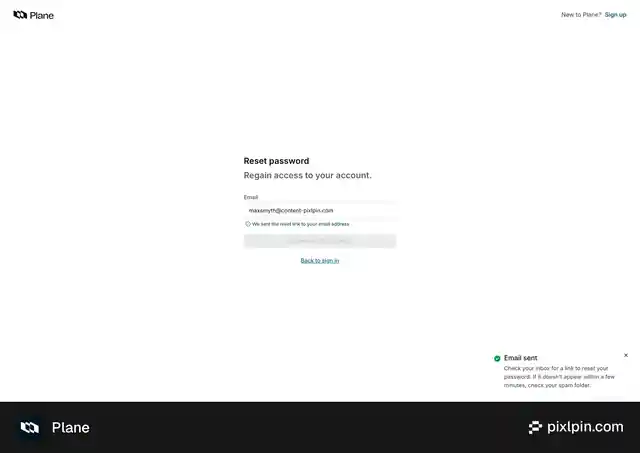 Plane
New to Plane? Sign up
Reset password
Regain access to your account.
Email
maxsmyth@content-pixlpin.com
We sent the reset link to your email address
Back to sign in
Email sent
Check your inbox for a link to reset your
password. If it doesn't appear within a few
minutes, check your spam folder.
Plane
pixlpin.com